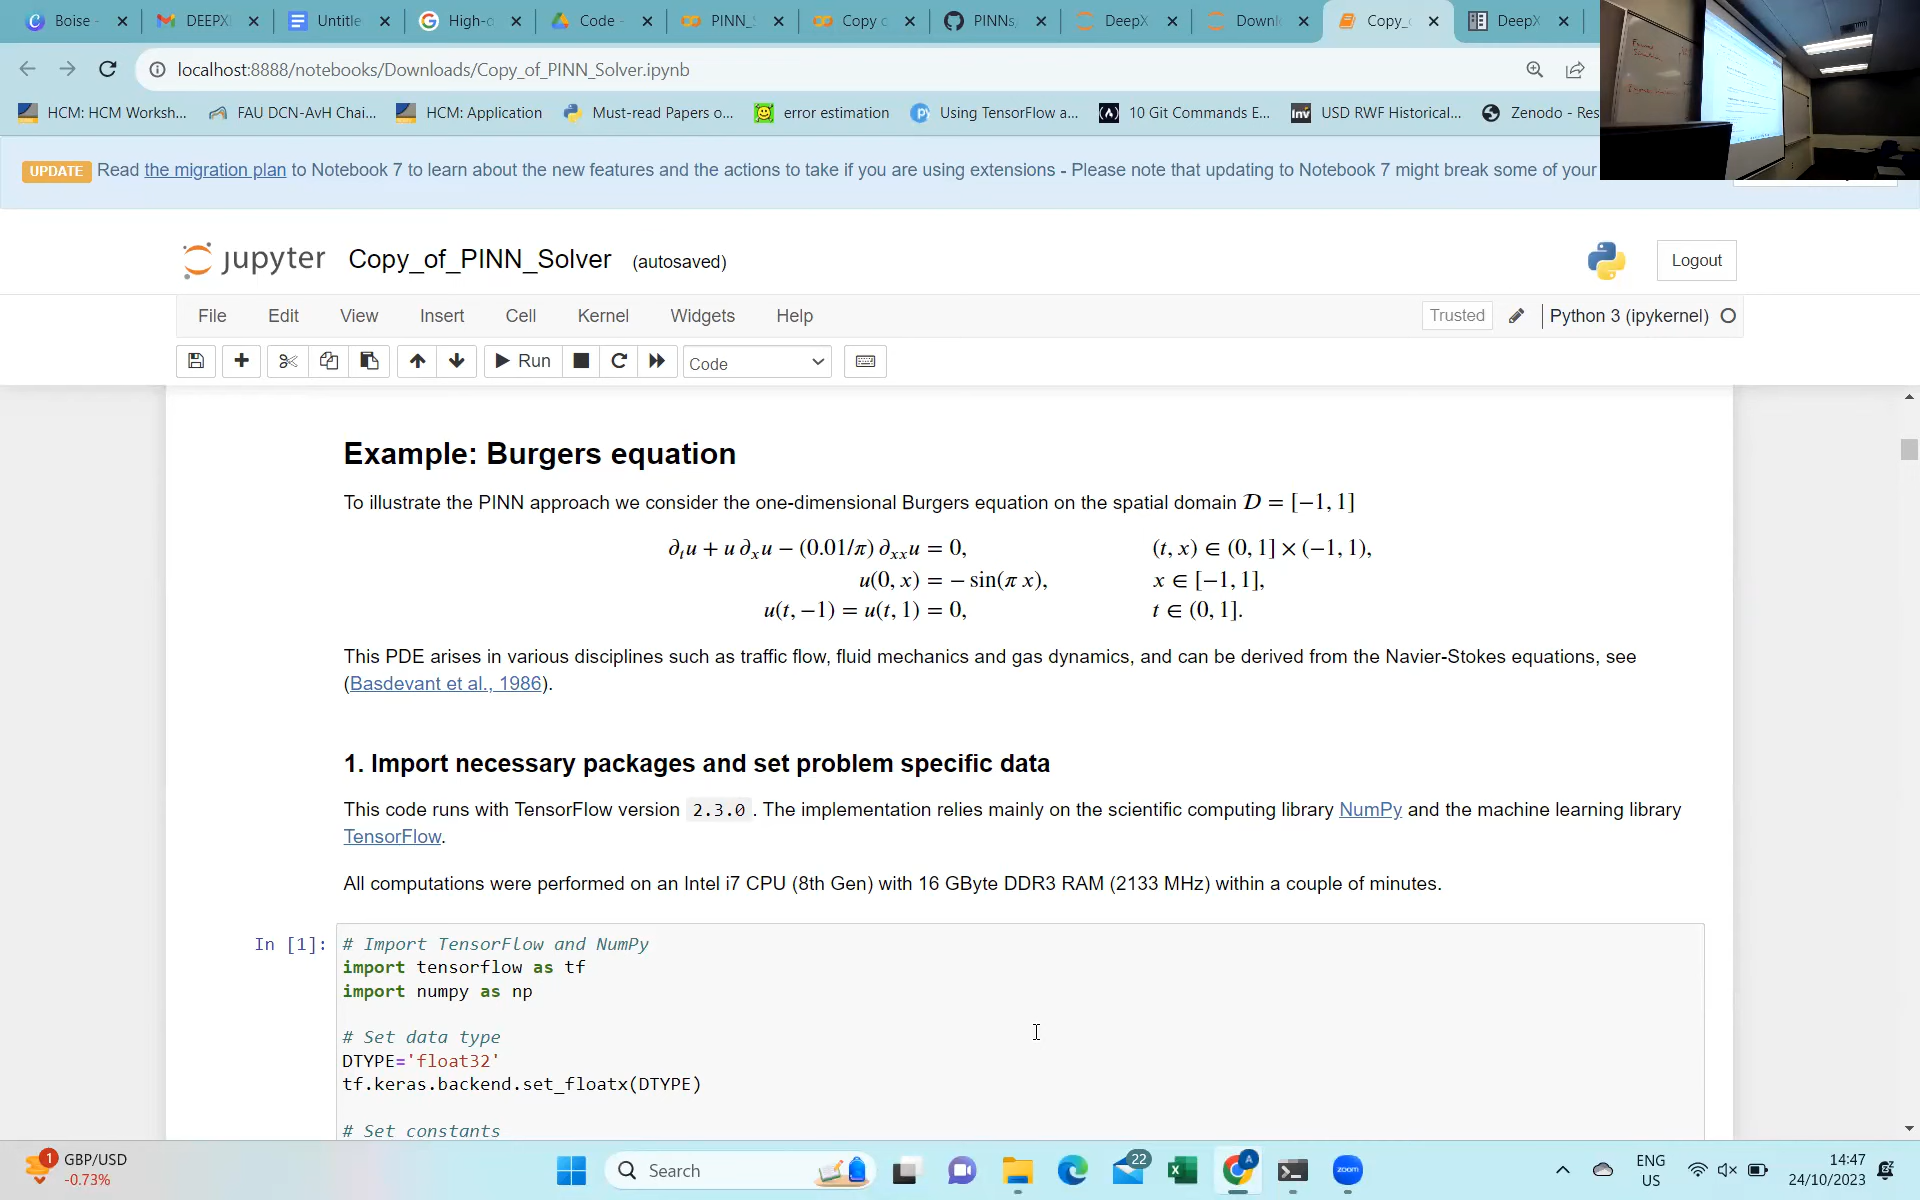 Boise -
DEEPX
Untitle
High-d
Code -
PINN_
Copy o
PINNs
DeepX
Downl
Copy_
DeepX
localhost:8888/notebooks/Downloads/Copy_of_PINN_Solver.ipynb
HCM: HCM Worksh...
FAU DCN-AvH Chai...
HCM: Application
Must-read Papers o...
error estimation
Using TensorFlow a...
10 Git Commands E...
inv
USD RWF Historical...
Zenodo - Res
UPDATE Read the migration plan to Notebook 7 to learn about the new features and the actions to take if you are using extensions - Please note that updating to Notebook 7 might break some of your
jupyter Copy_of_PINN_Solver (autosaved)
Logout
File Edit View Insert Cell Kernel Widgets Help
Trusted
Python 3 (ipykernel)
Run
Code
Example: Burgers equation
To illustrate the PINN approach we consider the one-dimensional Burgers equation on the spatial domain 𝒟 = [−1, 1]
∂ₜu + u ∂ₓu − (0.01/π) ∂ₓₓu = 0, (t, x) ∈ (0, 1] × (−1, 1),
u(0, x) = − sin(π x), x ∈ [−1, 1],
u(t, −1) = u(t, 1) = 0, t ∈ (0, 1].
This PDE arises in various disciplines such as traffic flow, fluid mechanics and gas dynamics, and can be derived from the Navier-Stokes equations, see
(Basdevant et al., 1986).
1. Import necessary packages and set problem specific data
This code runs with TensorFlow version 2.3.0 . The implementation relies mainly on the scientific computing library NumPy and the machine learning library
TensorFlow.
All computations were performed on an Intel i7 CPU (8th Gen) with 16 GByte DDR3 RAM (2133 MHz) within a couple of minutes.
In [1]:
# Import TensorFlow and NumPy
import tensorflow as tf
import numpy as np
# Set data type
DTYPE='float32'
tf.keras.backend.set_floatx(DTYPE)
# Set constants
1
GBP/USD
-0.73%
Search
22
A
zoom
ENG
US
14:47
24/10/2023